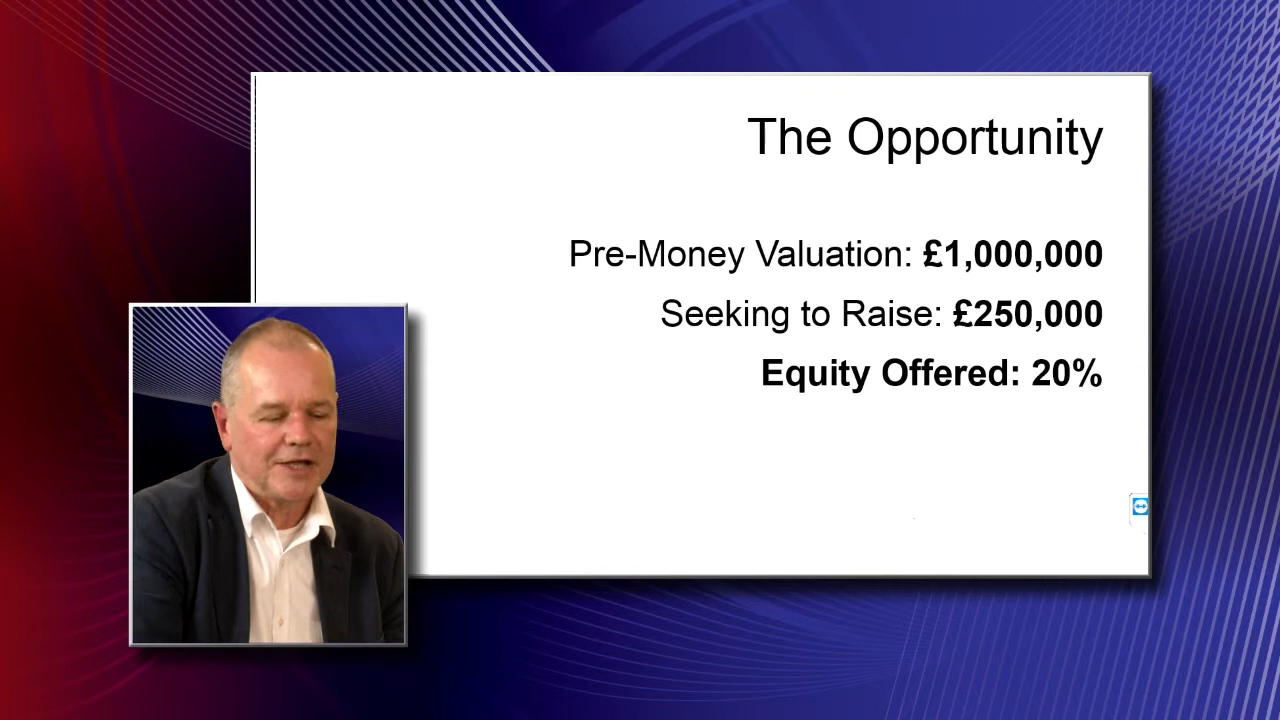 The Opportunity
Pre-Money Valuation: £1,000,000
Seeking to Raise: £250,000
Equity Offered: 20%